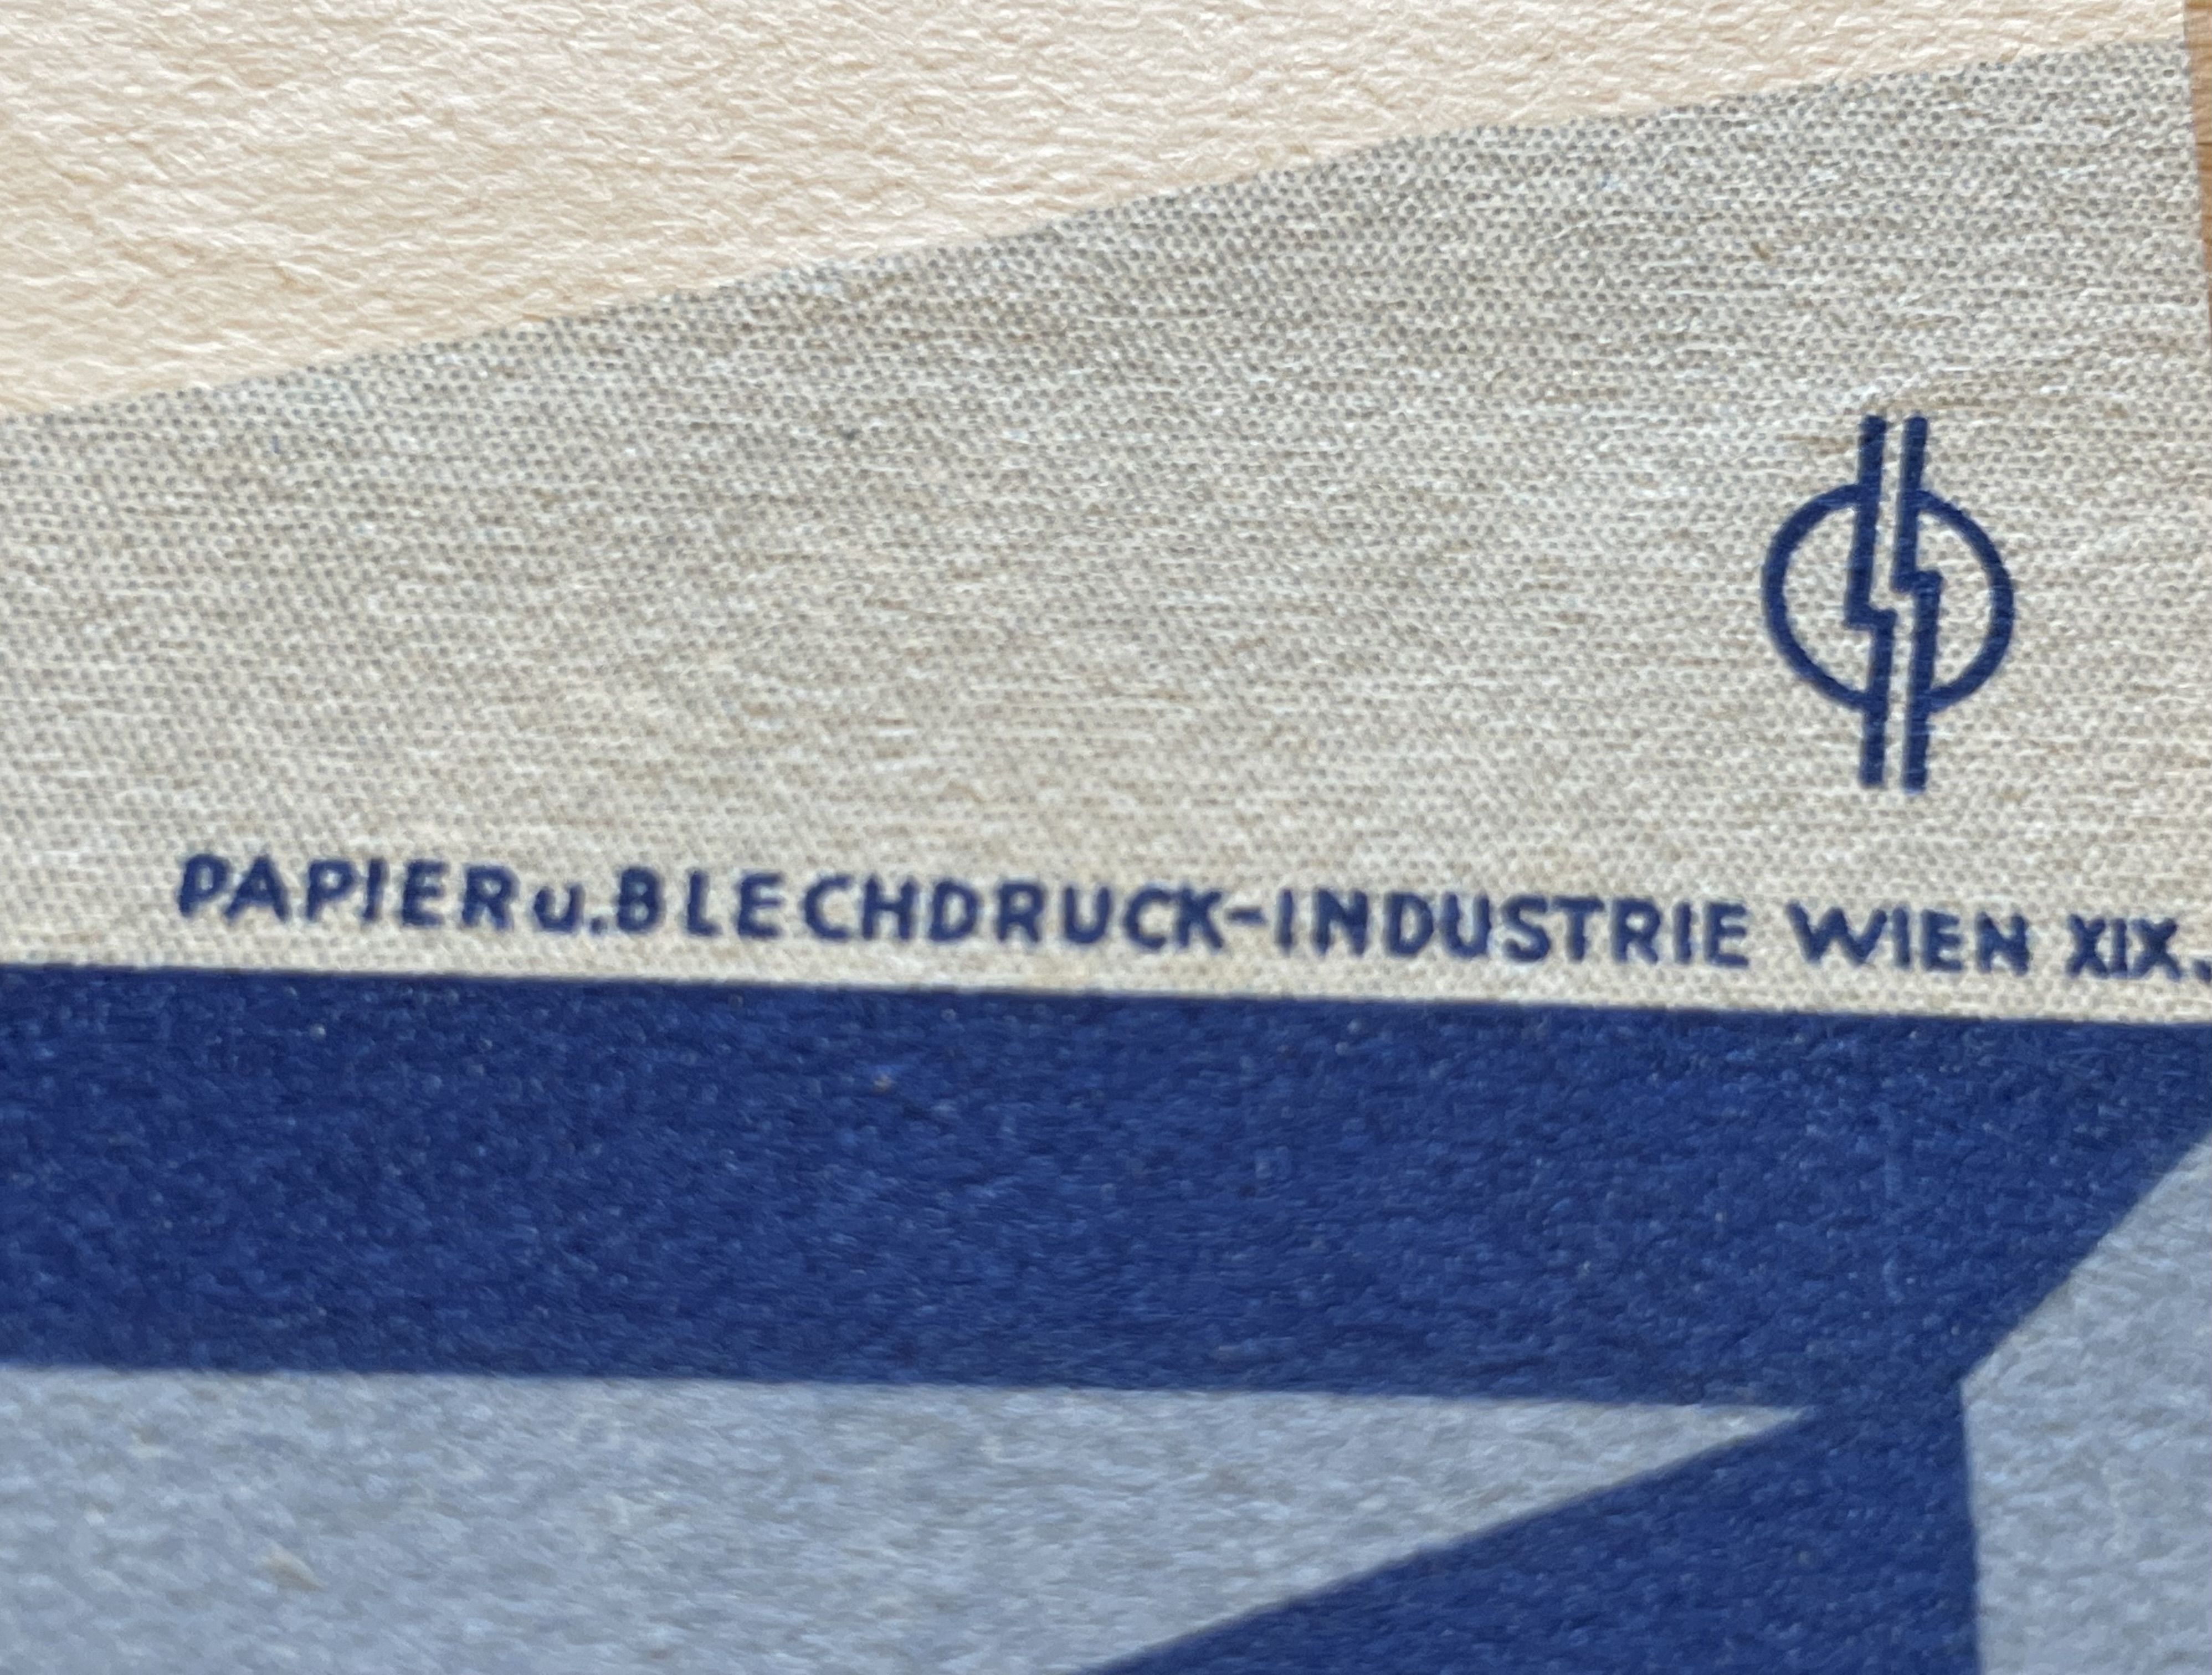 PAPIER u. BLECHDRUCK-INDUSTRIE WIEN XIX.